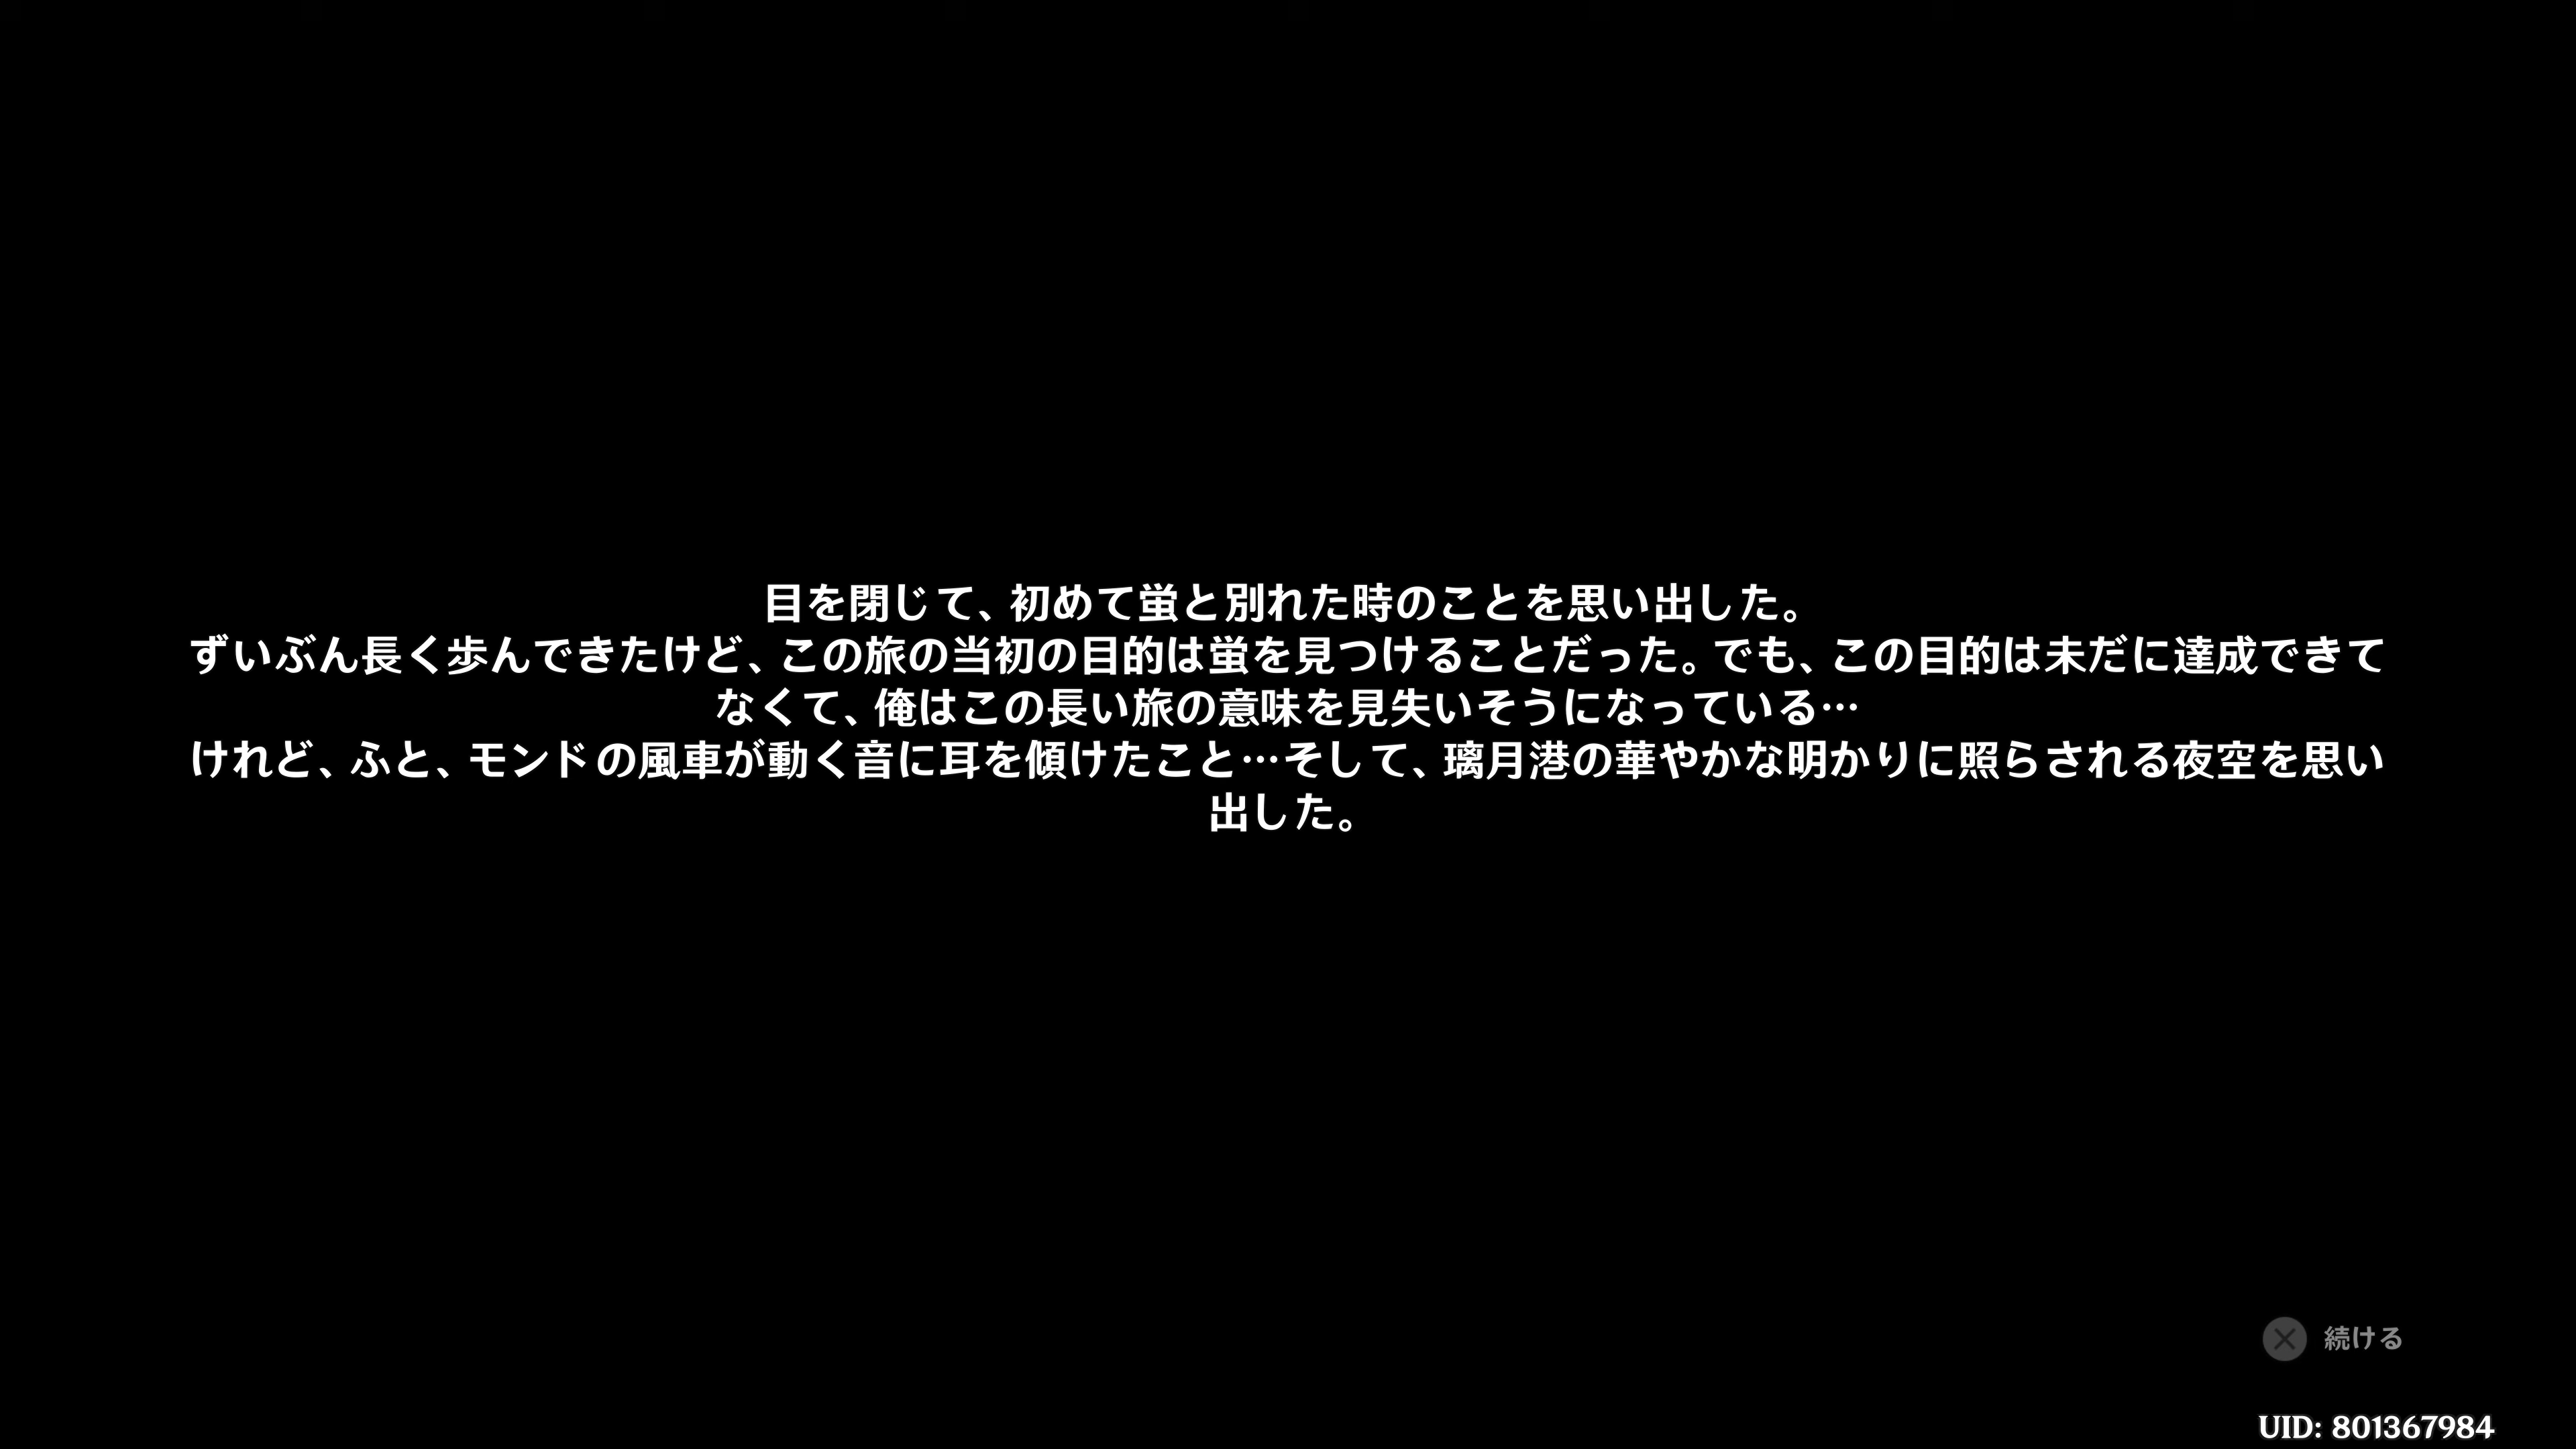 目を閉じて、初めて蛍と別れた時のことを思い出した。
ずいぶん長く歩んできたけど、この旅の当初の目的は蛍を見つけることだった。でも、この目的は未だに達成できて
なくて、俺はこの長い旅の意味を見失いそうになっている…
けれど、ふと、モンドの風車が動く音に耳を傾けたこと…そして、璃月港の華やかな明かりに照らされる夜空を思い
出した。
続ける
UID: 801367984